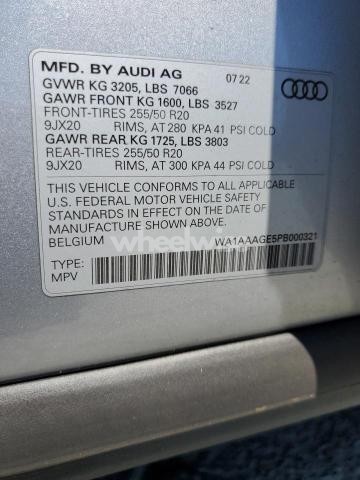 MFD. BY AUDI AG 07 22
GVWR KG 3205, LBS 7066
GAWR FRONT KG 1600, LBS 3527
FRONT-TIRES 255/50 R20
9JX20 RIMS, AT 280 KPA 41 PSI COLD
GAWR REAR KG 1725, LBS 3803
REAR-TIRES 255/50 R20
9JX20 RIMS, AT 300 KPA 44 PSI COLD
THIS VEHICLE CONFORMS TO ALL APPLICABLE
U.S. FEDERAL MOTOR VEHICLE SAFETY
STANDARDS IN EFFECT ON THE DATE OF
MANUFACTURE SHOWN ABOVE
BELGIUM WA1AAAGE5PB000321
TYPE
MPV